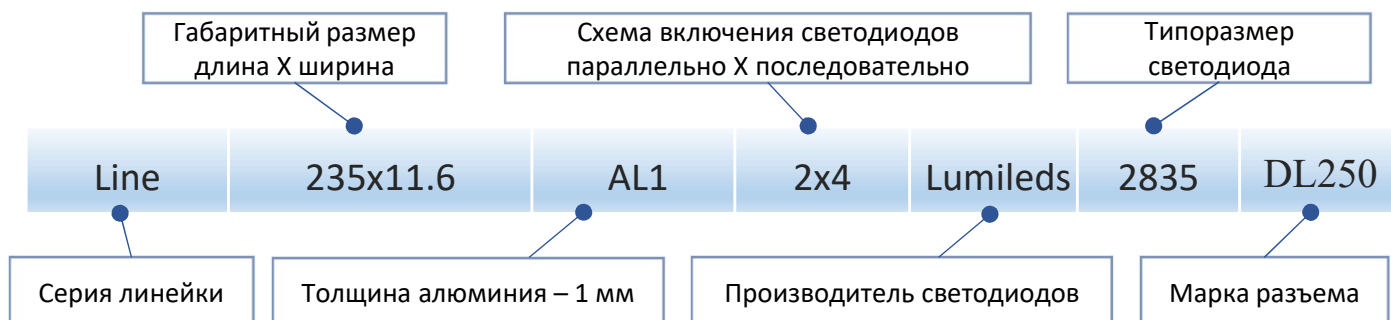 Габаритный размер
длина X ширина
Схема включения светодиодов
параллельно X последовательно
Типоразмер
светодиода
Line 235x11.6 AL1 2x4 Lumileds 2835 DL250
Серия линейки
Толщина алюминия – 1 мм
Производитель светодиодов
Марка разъема